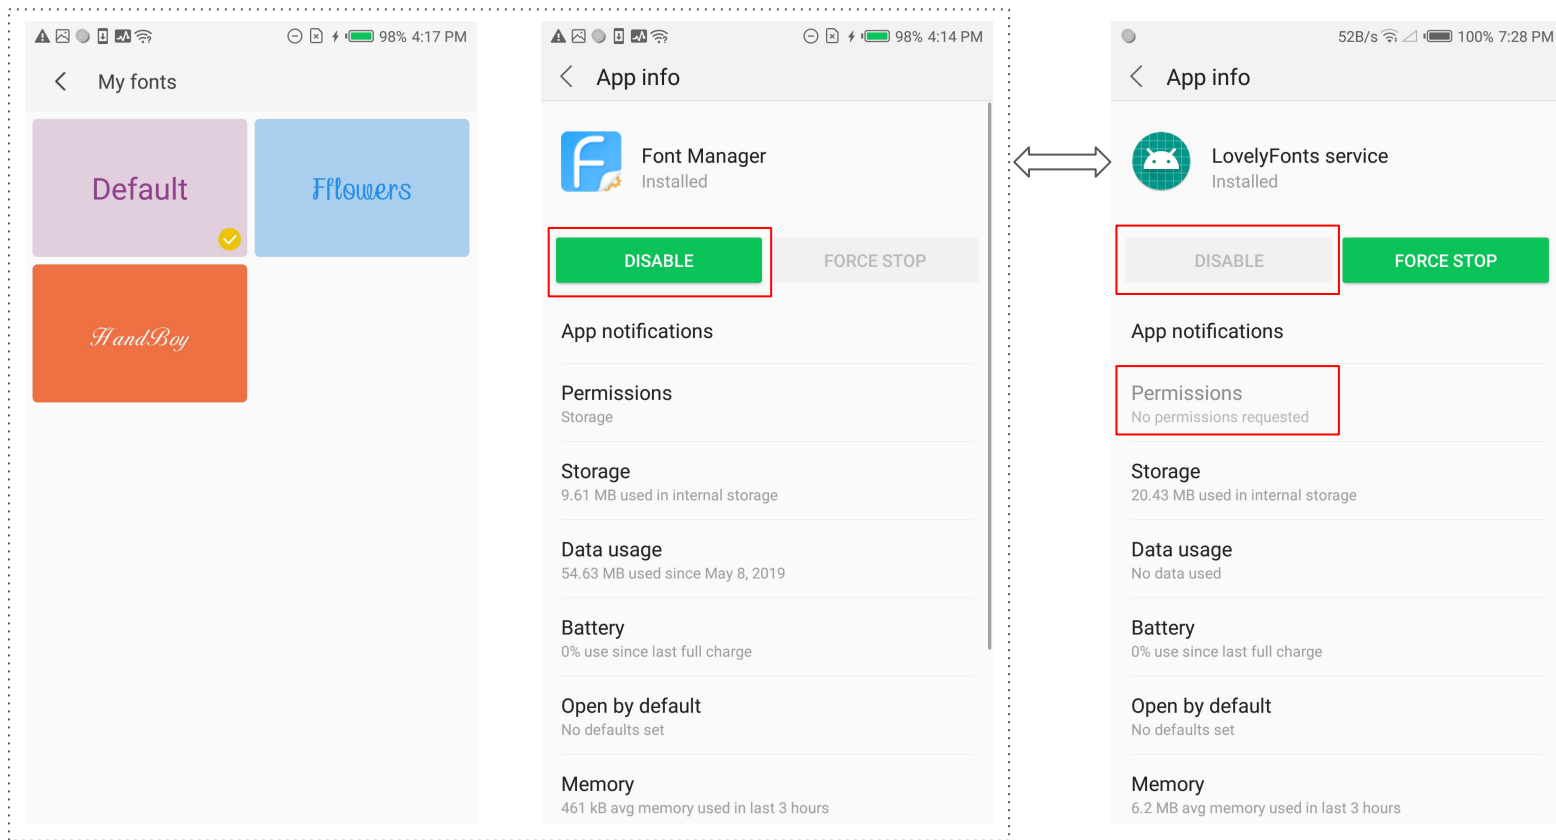 98% 4:17 PM
My fonts
Default
Fflowers
HandBoy
98% 4:14 PM
App info
Font Manager
Installed
DISABLE
FORCE STOP
App notifications
Permissions
Storage
Storage
9.61 MB used in internal storage
Data usage
54.63 MB used since May 8, 2019
Battery
0% use since last full charge
Open by default
No defaults set
Memory
461 kB avg memory used in last 3 hours
52B/s 100% 7:28 PM
App info
LovelyFonts service
Installed
DISABLE
FORCE STOP
App notifications
Permissions
No permissions requested
Storage
20.43 MB used in internal storage
Data usage
No data used
Battery
0% use since last full charge
Open by default
No defaults set
Memory
6.2 MB avg memory used in last 3 hours